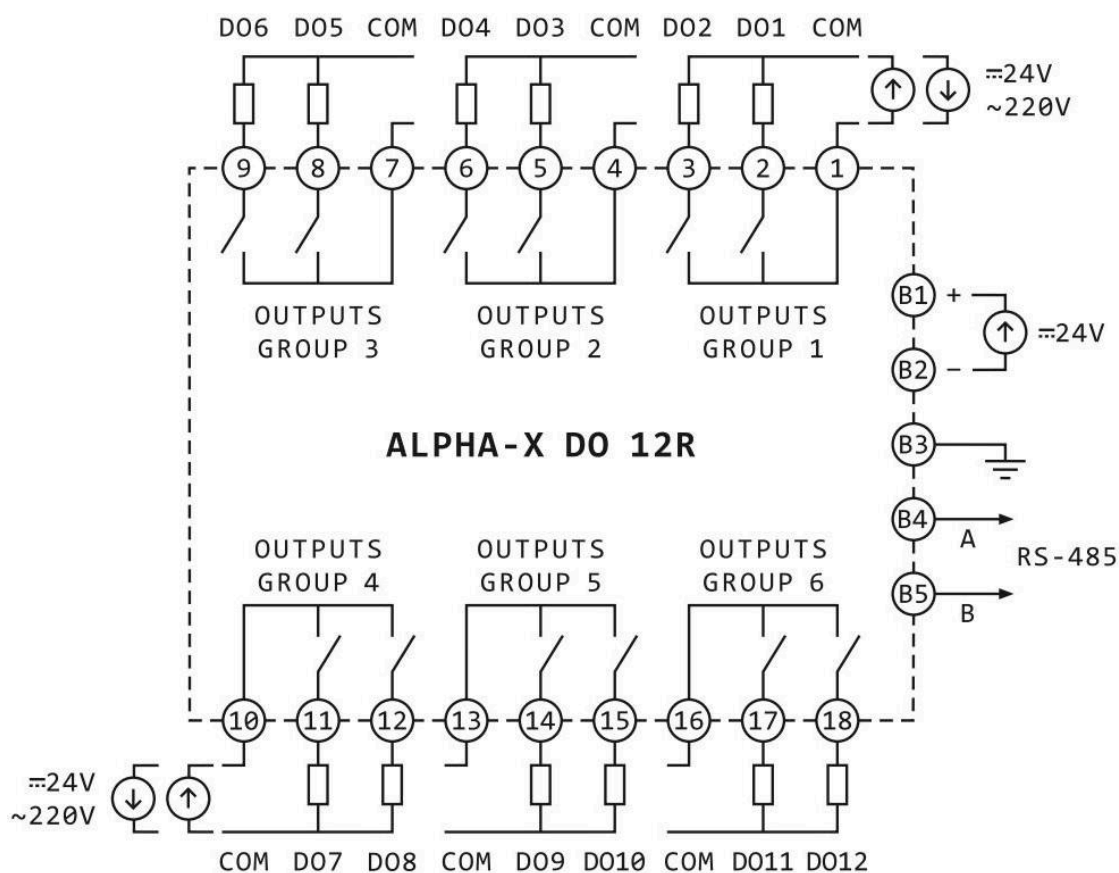 DO6 DO5 COM DO4 DO3 COM DO2 DO1 COM
⎓24V
~220V
9 8 7 6 5 4 3 2 1
OUTPUTS GROUP 3
OUTPUTS GROUP 2
OUTPUTS GROUP 1
B1 +
⎓24V
B2 -
ALPHA-X DO 12R
B3
B4
A
RS-485
B5
B
OUTPUTS GROUP 4
OUTPUTS GROUP 5
OUTPUTS GROUP 6
10 11 12 13 14 15 16 17 18
⎓24V
~220V
COM DO7 DO8 COM DO9 DO10 COM DO11 DO12